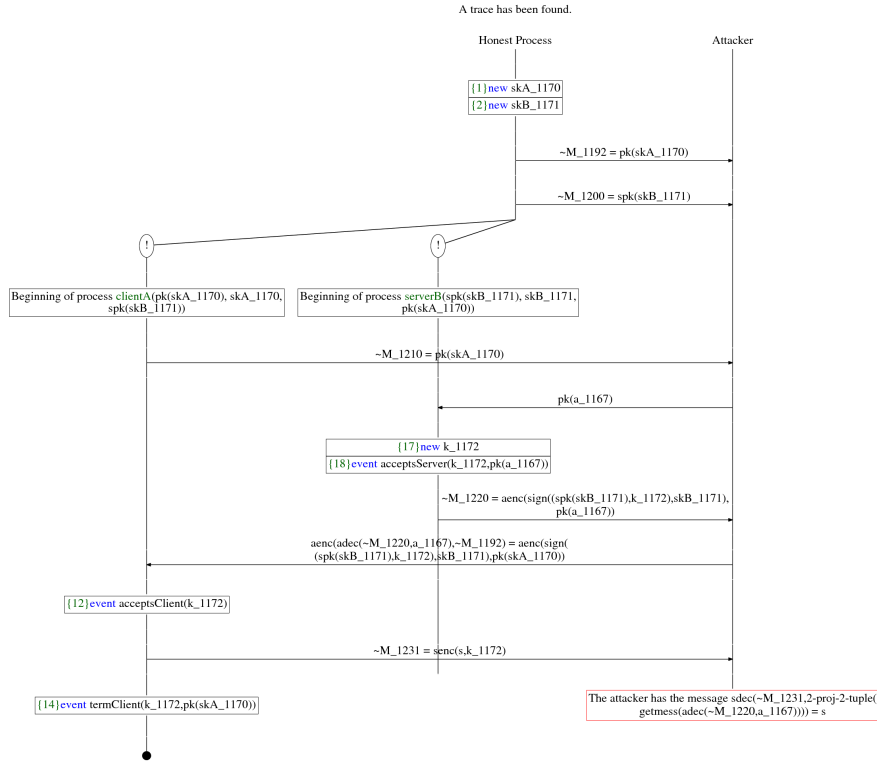 A trace has been found.
Honest Process
Attacker
{1}new skA_1170
{2}new skB_1171
~M_1192 = pk(skA_1170)
~M_1200 = spk(skB_1171)
!
!
Beginning of process clientA(pk(skA_1170), skA_1170,
spk(skB_1171))
Beginning of process serverB(spk(skB_1171), skB_1171,
pk(skA_1170))
~M_1210 = pk(skA_1170)
pk(a_1167)
{17}new k_1172
{18}event acceptsServer(k_1172,pk(a_1167))
~M_1220 = aenc(sign((spk(skB_1171),k_1172),skB_1171),
pk(a_1167))
aenc(adec(~M_1220,a_1167),~M_1192) = aenc(sign(
(spk(skB_1171),k_1172),skB_1171),pk(skA_1170))
{12}event acceptsClient(k_1172)
~M_1231 = senc(s,k_1172)
{14}event termClient(k_1172,pk(skA_1170))
The attacker has the message sdec(~M_1231,2-proj-2-tuple(
getmess(adec(~M_1220,a_1167)))) = s